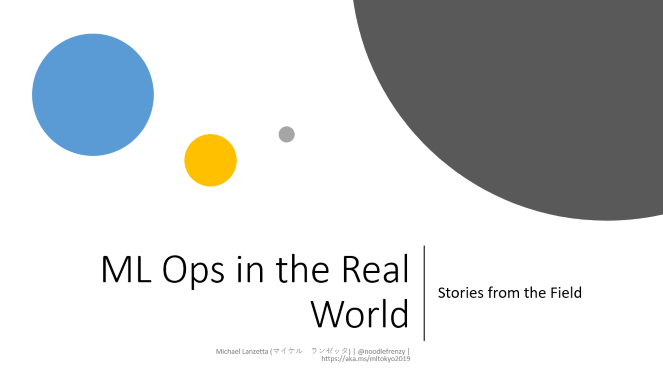 ML Ops in the Real
World
Stories from the Field
Michael Lanzetta (マイケル　ランゼッタ) | @noodlefrenzy |
https://aka.ms/mltokyo2019